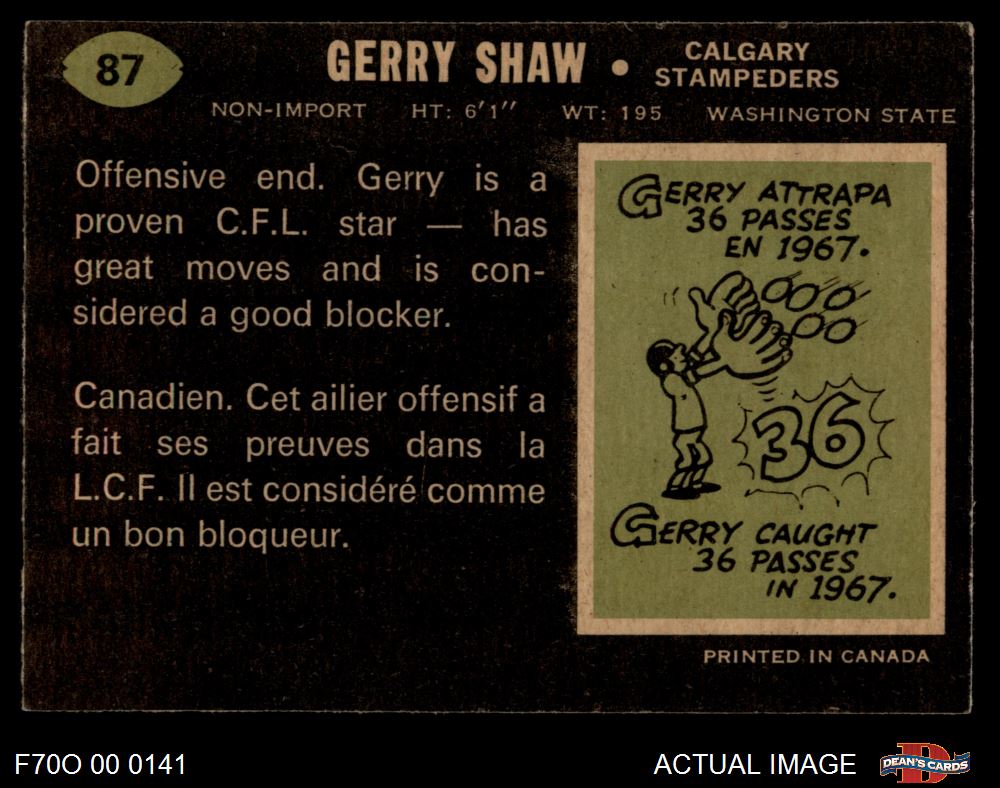 87
GERRY SHAW • CALGARY STAMPEDERS
NON-IMPORT HT: 6'1" WT: 195 WASHINGTON STATE
Offensive end. Gerry is a
proven C.F.L. star — has
great moves and is con-
sidered a good blocker.
Canadien. Cet ailier offensif a
fait ses preuves dans la
L.C.F. Il est considéré comme
un bon bloqueur.
GERRY ATTRAPA
36 PASSES
EN 1967.
36
GERRY CAUGHT
36 PASSES
IN 1967.
PRINTED IN CANADA
F70O 00 0141
ACTUAL IMAGE
D
DEAN'S CARDS